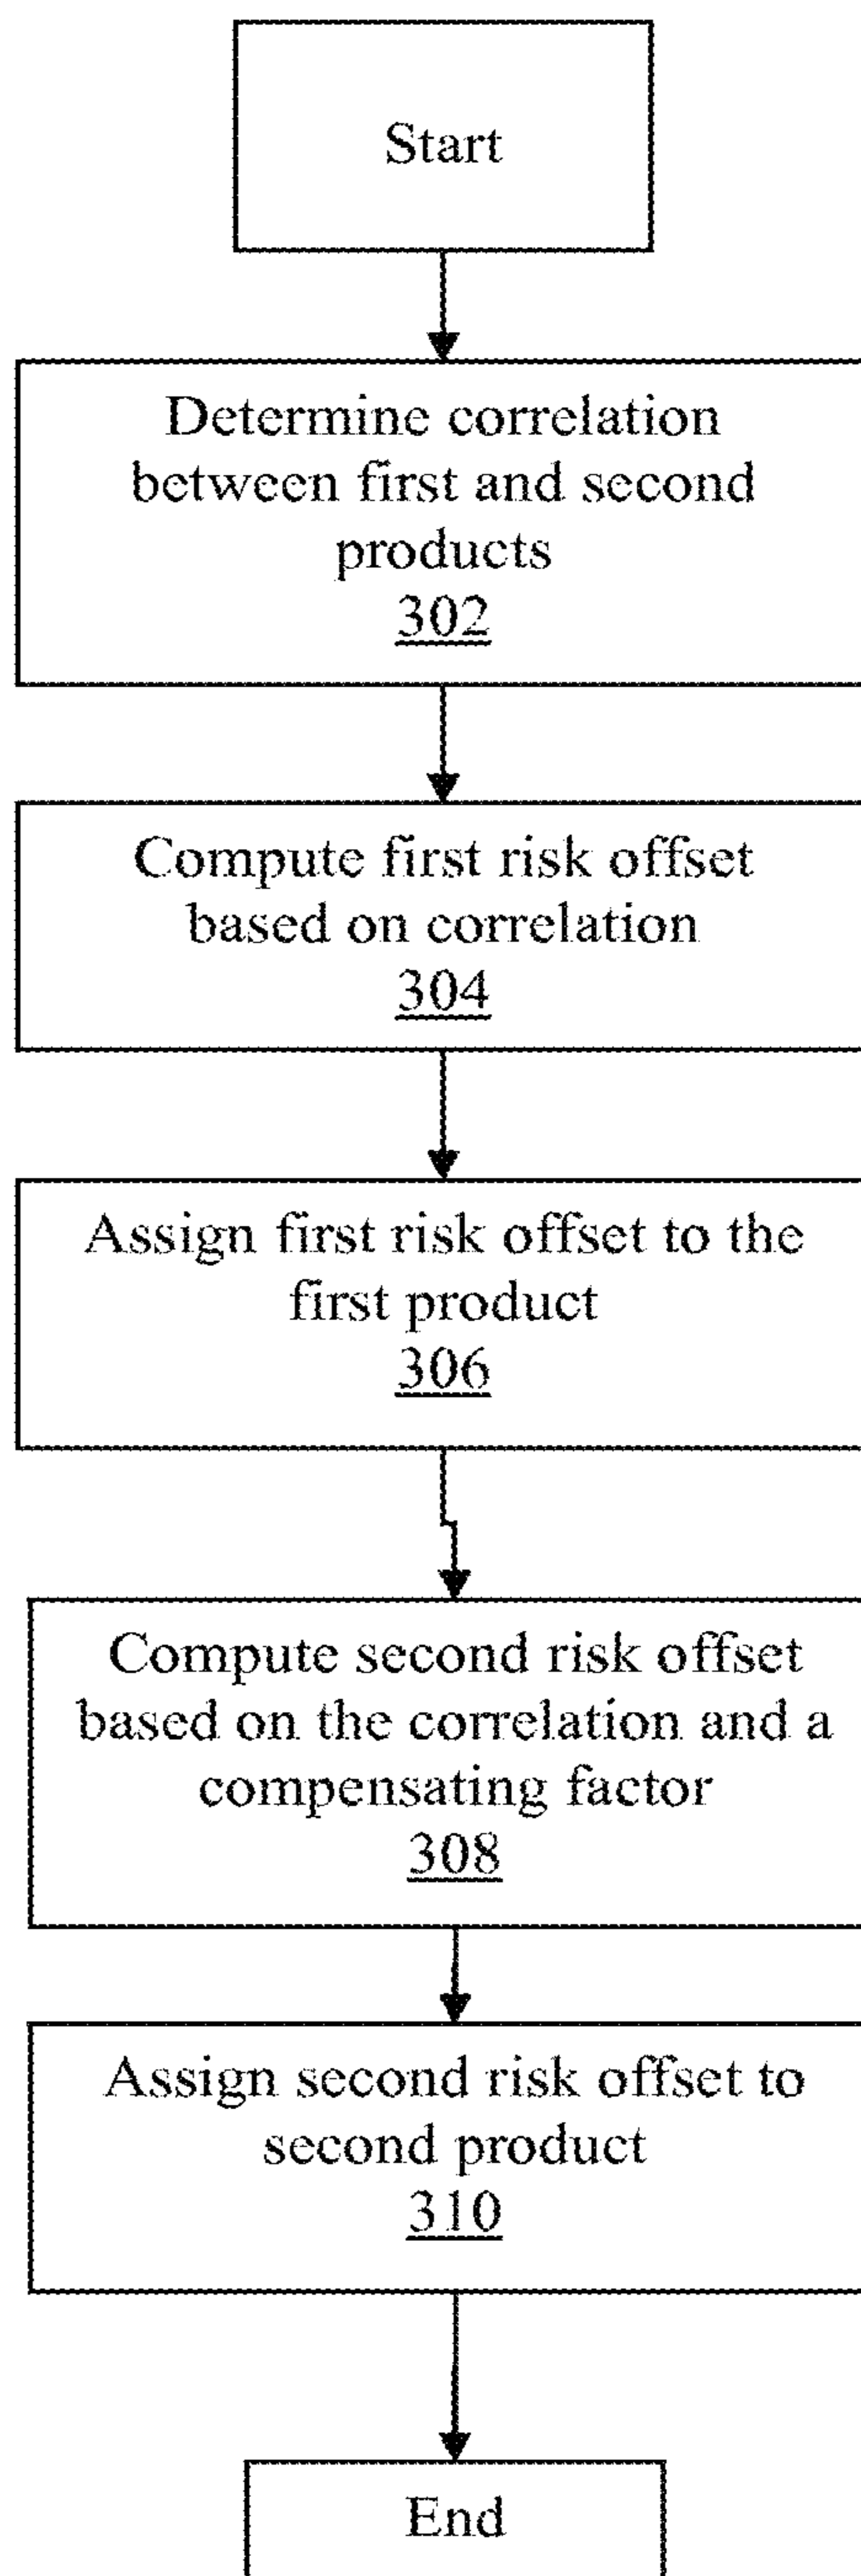 Start
Determine correlation
between first and second
products
302
Compute first risk offset
based on correlation
304
Assign first risk offset to the
first product
306
Compute second risk offset
based on the correlation and a
compensating factor
308
Assign second risk offset to
second product
310
End